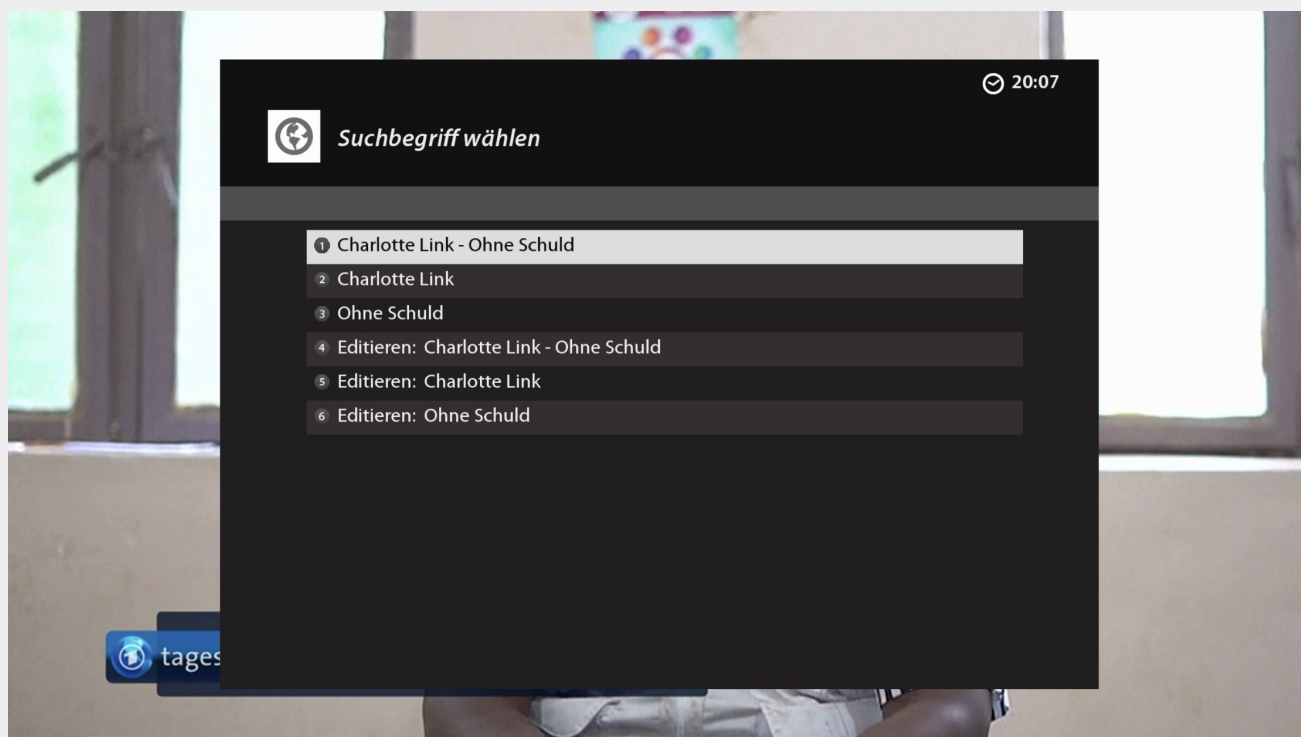 20:07
Suchbegriff wählen
1 Charlotte Link - Ohne Schuld
2 Charlotte Link
3 Ohne Schuld
4 Editieren: Charlotte Link - Ohne Schuld
5 Editieren: Charlotte Link
6 Editieren: Ohne Schuld
1 tages